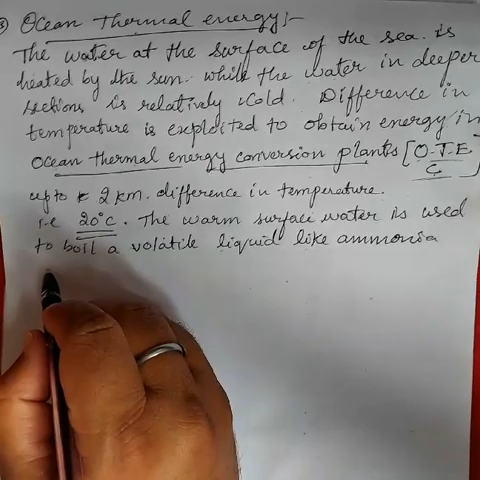 ③ Ocean thermal energy:-
The water at the surface of the sea is
heated by the sun while the water in deeper
sections is relatively cold. Difference in
temperature is exploited to obtain energy in
Ocean thermal energy conversion plants [O.T.E
C]
up to 2 km. difference in temperature.
i.e 20°C. The warm surface water is used
to boil a volatile liquid like ammonia